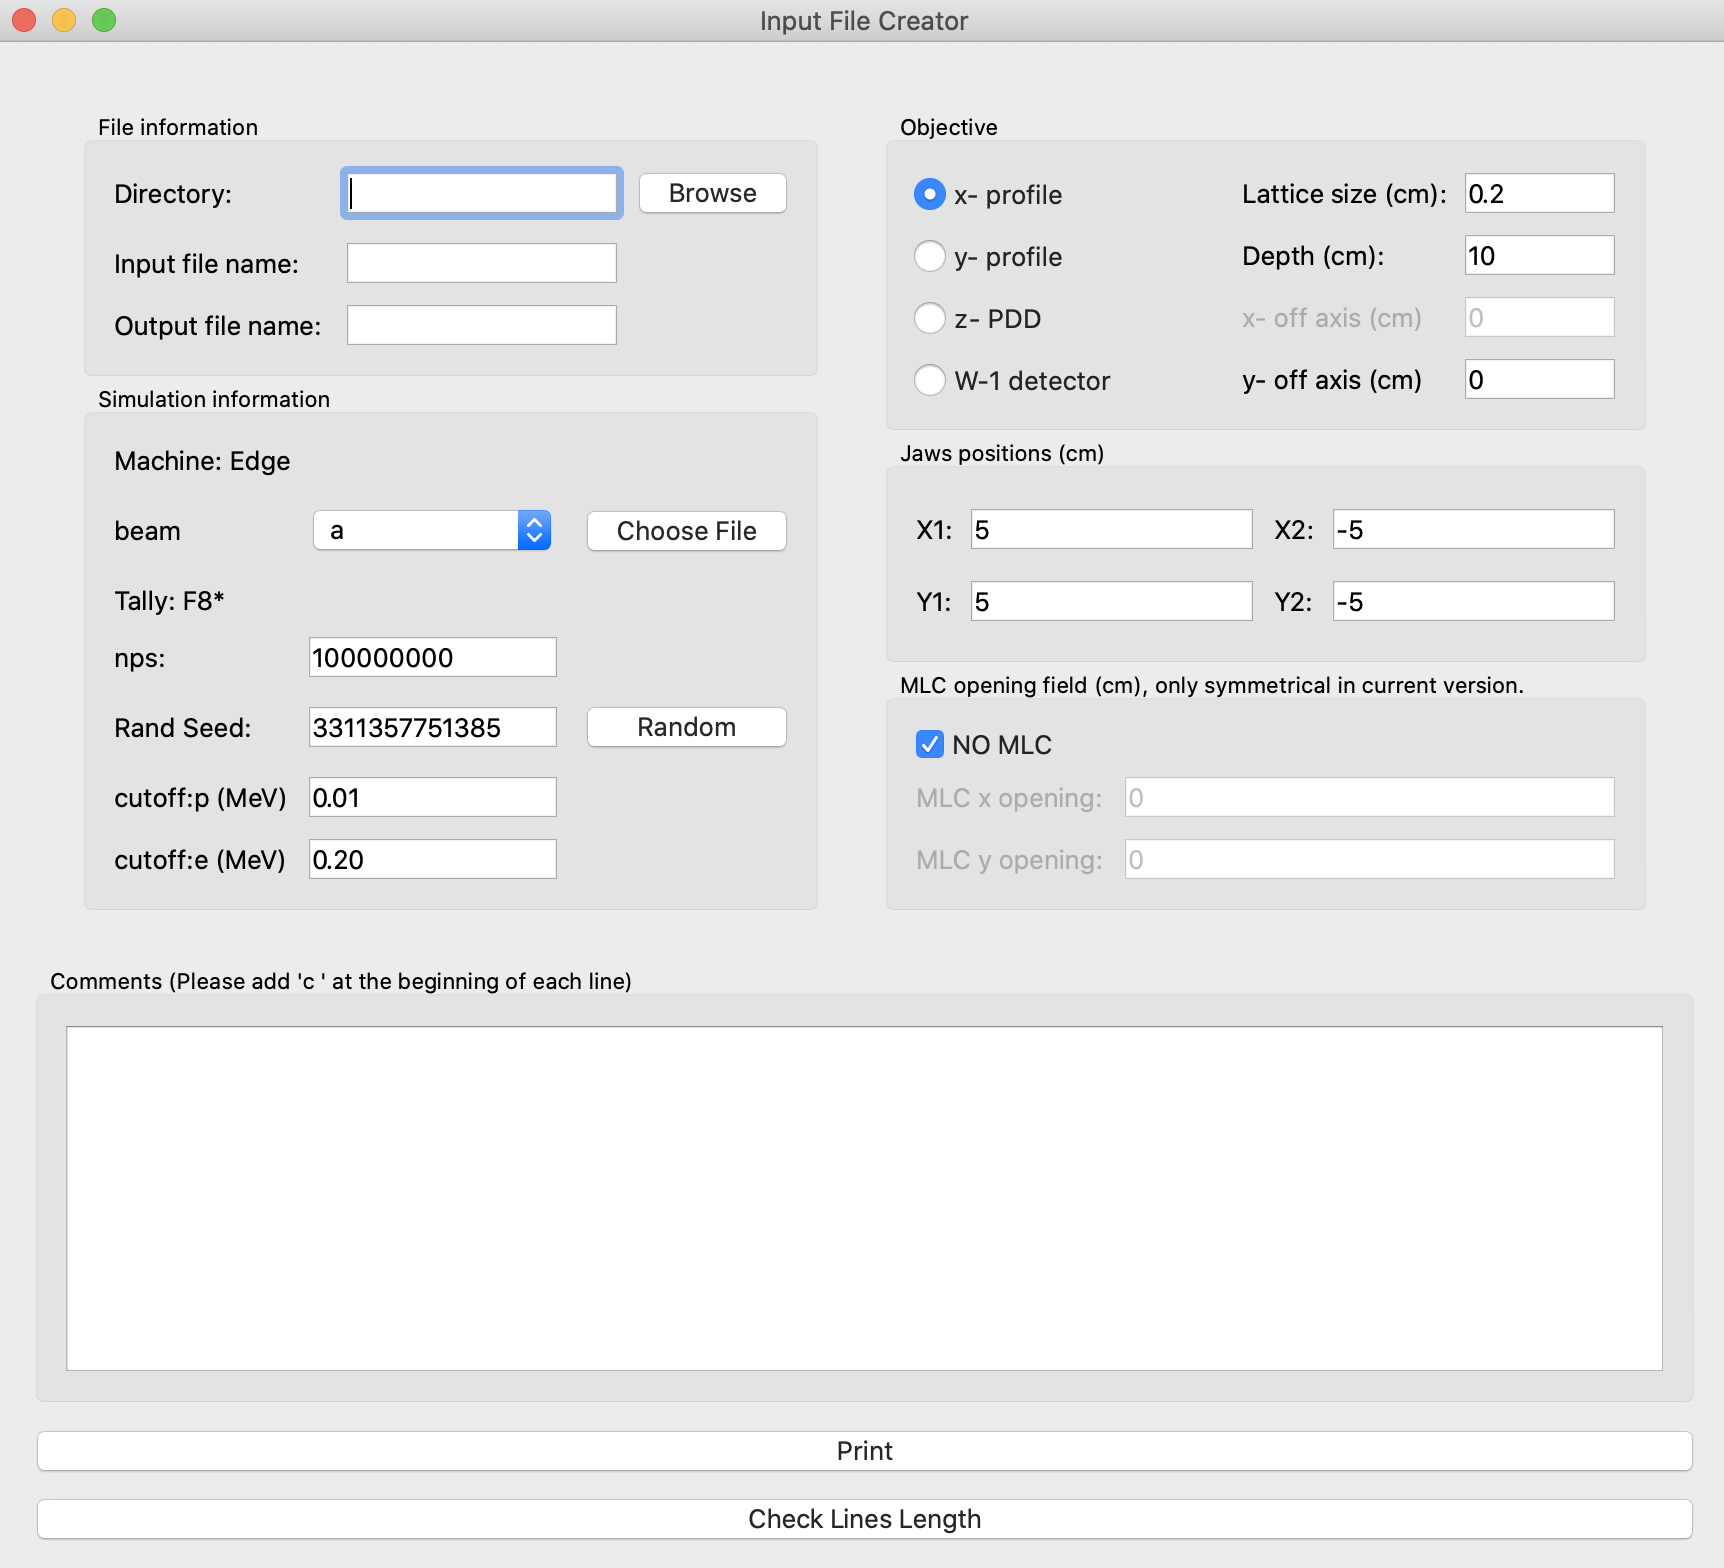 Input File Creator
File information
Directory:
Browse
Input file name:
Output file name:
Simulation information
Machine: Edge
beam
a
Choose File
Tally: F8*
nps:
100000000
Rand Seed:
3311357751385
Random
cutoff:p (MeV)
0.01
cutoff:e (MeV)
0.20
Objective
x- profile
Lattice size (cm):
0.2
y- profile
Depth (cm):
10
z- PDD
x- off axis (cm)
0
W-1 detector
y- off axis (cm)
0
Jaws positions (cm)
X1:
5
X2:
-5
Y1:
5
Y2:
-5
MLC opening field (cm), only symmetrical in current version.
NO MLC
MLC x opening:
0
MLC y opening:
0
Comments (Please add 'c ' at the beginning of each line)
Print
Check Lines Length